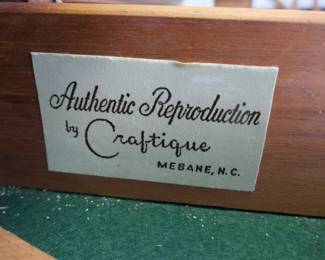 Authentic Reproduction
by Craftique
MEBANE, N.C.